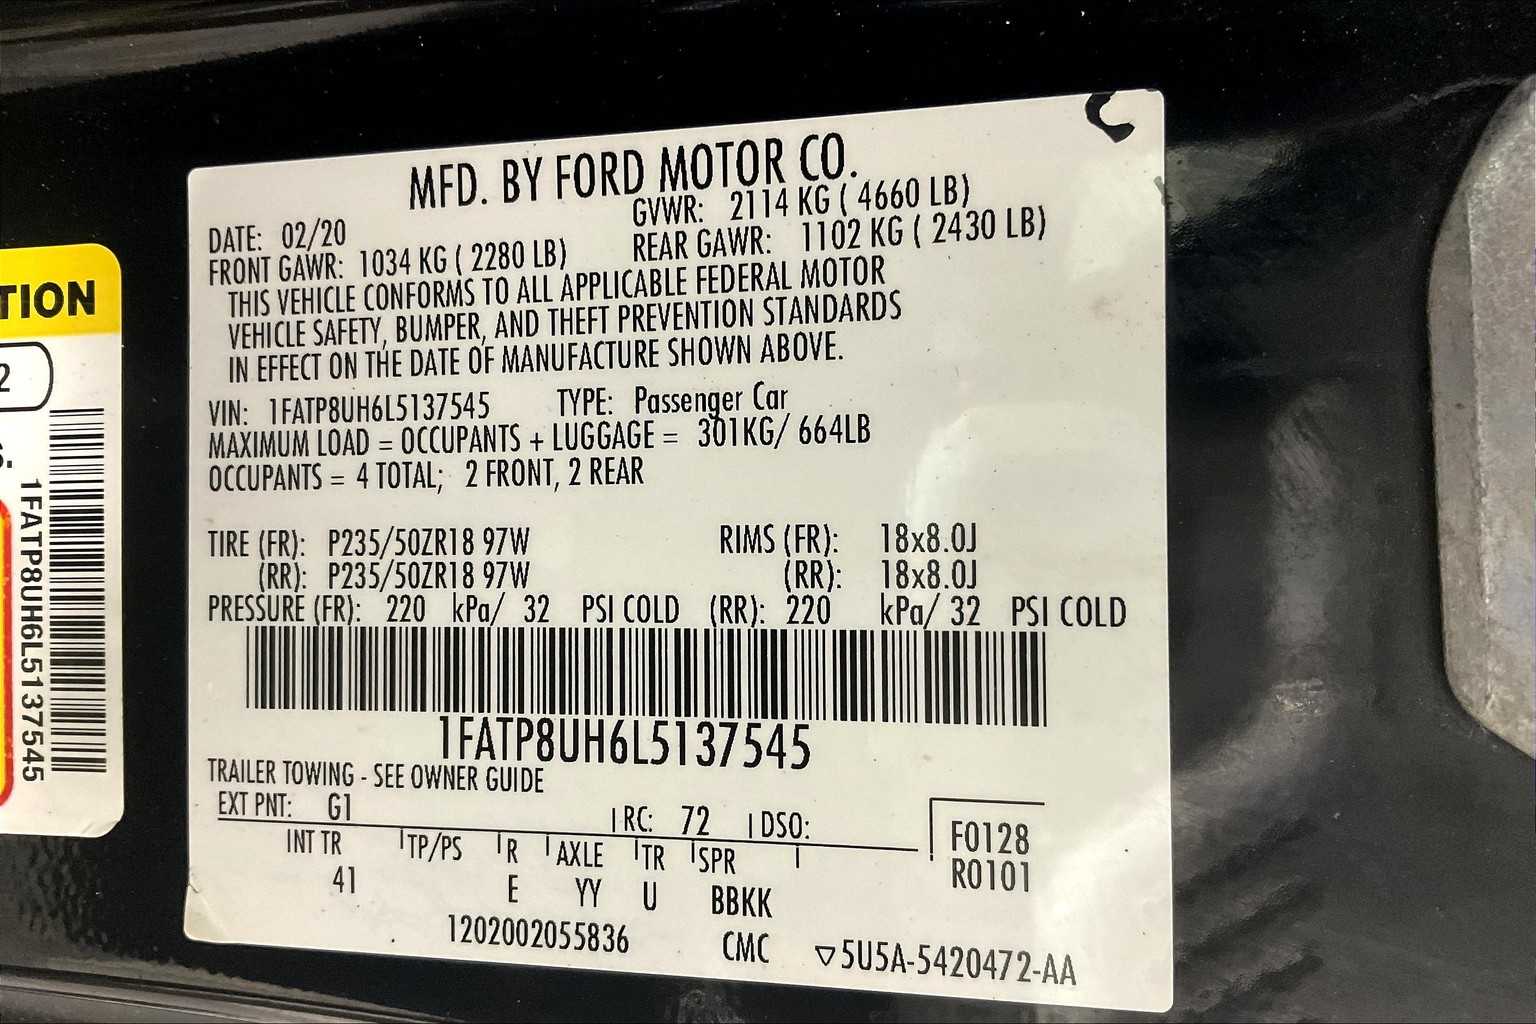 MFD. BY FORD MOTOR CO.
DATE: 02/20 GVWR: 2114 KG ( 4660 LB)
FRONT GAWR: 1034 KG ( 2280 LB) REAR GAWR: 1102 KG ( 2430 LB)
THIS VEHICLE CONFORMS TO ALL APPLICABLE FEDERAL MOTOR
VEHICLE SAFETY, BUMPER, AND THEFT PREVENTION STANDARDS
IN EFFECT ON THE DATE OF MANUFACTURE SHOWN ABOVE.
VIN: 1FATP8UH6L5137545 TYPE: Passenger Car
MAXIMUM LOAD = OCCUPANTS + LUGGAGE = 301KG/ 664LB
OCCUPANTS = 4 TOTAL; 2 FRONT, 2 REAR
TIRE (FR): P235/50ZR18 97W RIMS (FR): 18x8.0J
(RR): P235/50ZR18 97W (RR): 18x8.0J
PRESSURE (FR): 220 kPa/ 32 PSI COLD (RR): 220 kPa/ 32 PSI COLD
1FATP8UH6L5137545
TRAILER TOWING - SEE OWNER GUIDE
EXT PNT: G1 RC: 72 DSO:
INT TR TP/PS R AXLE TR SPR
41 E YY U BBKK
F0128
R0101
1202002055836 CMC ▽5U5A-5420472-AA
TION
2
s.
1FATP8UH6L5137545